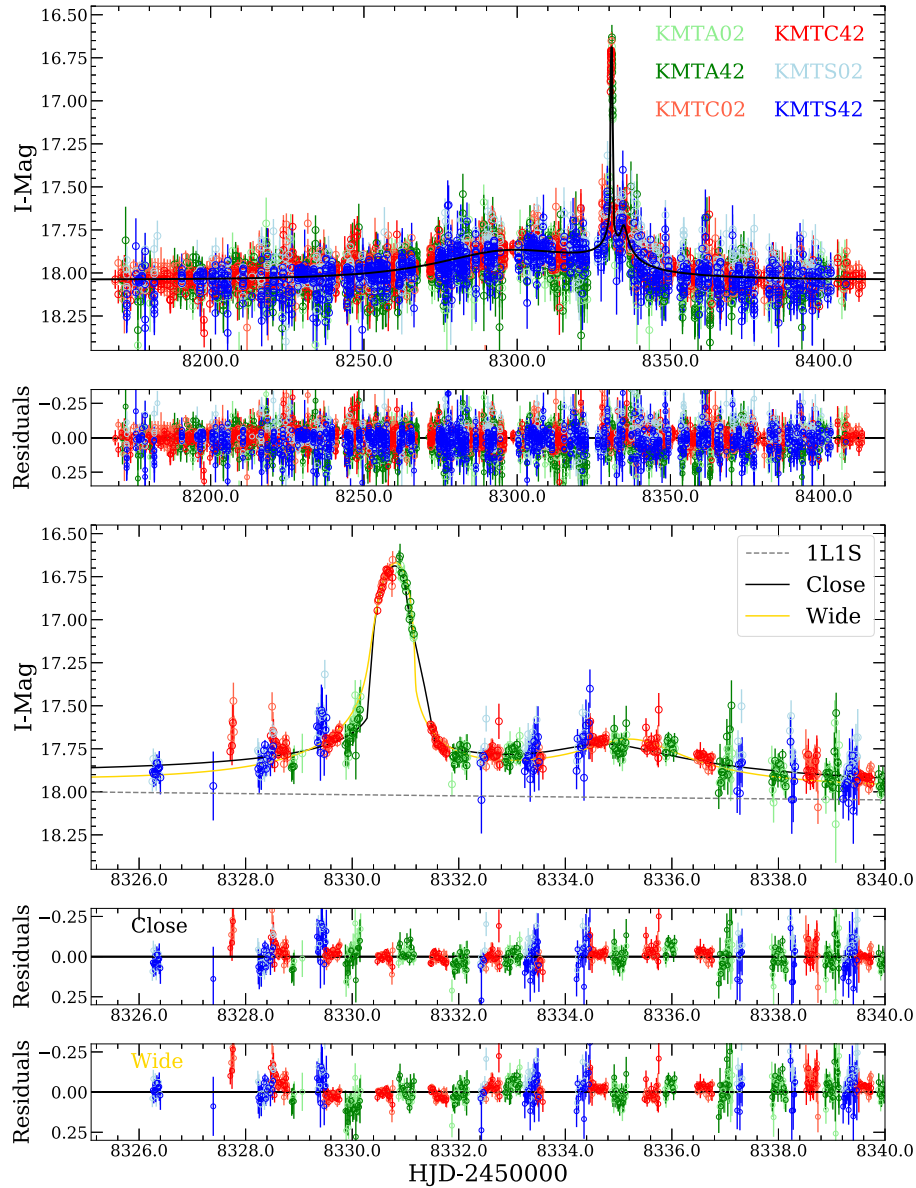 16.50
16.75
17.00
17.25
17.50
17.75
18.00
18.25
I-Mag
KMTA02 KMTC42
KMTA42 KMTS02
KMTC02 KMTS42
8200.0 8250.0 8300.0 8350.0 8400.0
−0.25
0.00
0.25
Residuals
8200.0 8250.0 8300.0 8350.0 8400.0
16.50
16.75
17.00
17.25
17.50
17.75
18.00
18.25
I-Mag
1L1S
Close
Wide
8326.0 8328.0 8330.0 8332.0 8334.0 8336.0 8338.0 8340.0
−0.25
0.00
0.25
Residuals
Close
8326.0 8328.0 8330.0 8332.0 8334.0 8336.0 8338.0 8340.0
−0.25
0.00
0.25
Residuals
Wide
8326.0 8328.0 8330.0 8332.0 8334.0 8336.0 8338.0 8340.0
HJD-2450000